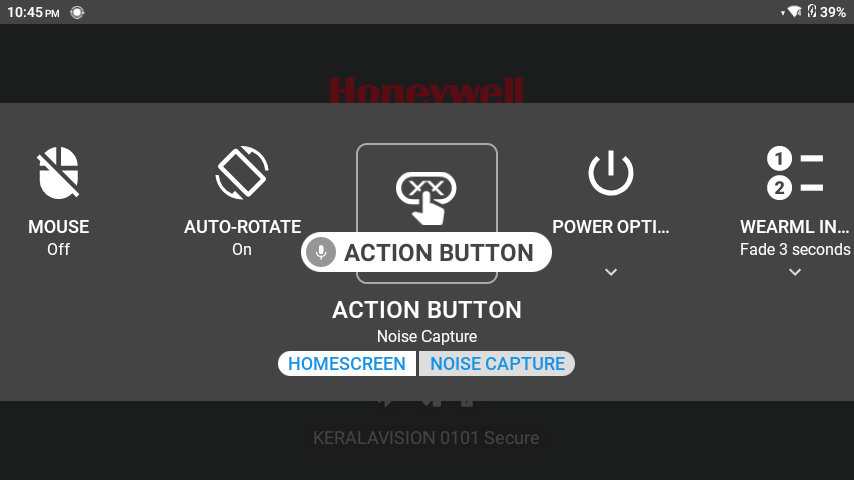 10:45 PM
39%
Honeywell
1
2
MOUSE
Off
AUTO-ROTATE
On
XX
ACTION BUTTON
POWER OPTI...
WEARML IN...
Fade 3 seconds
ACTION BUTTON
Noise Capture
HOMESCREEN
NOISE CAPTURE
KERALAVISION 0101 Secure